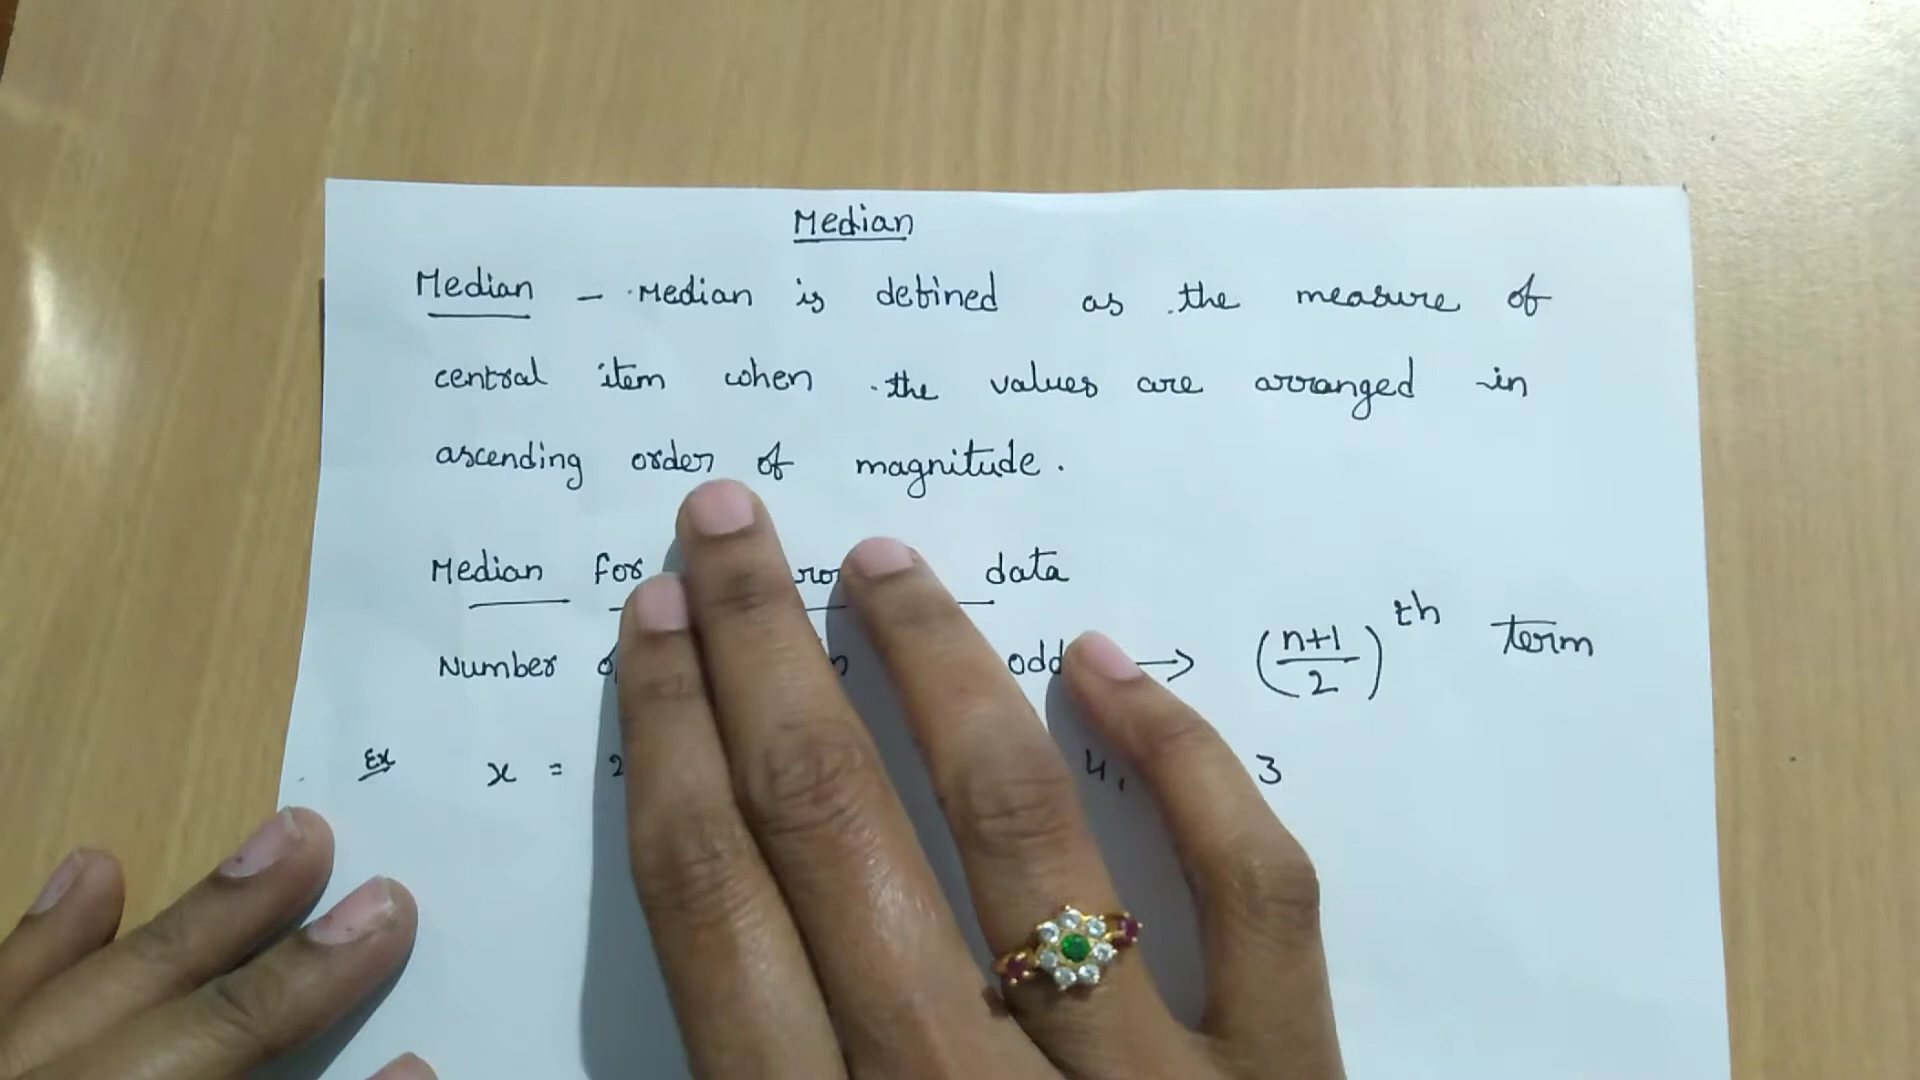 Median
Median - Median is defined as the measure of
central item when the values are arranged in
ascending order of magnitude.
Median for data
Number odd → (n+1/2)th term
Ex x = 2 4, 3